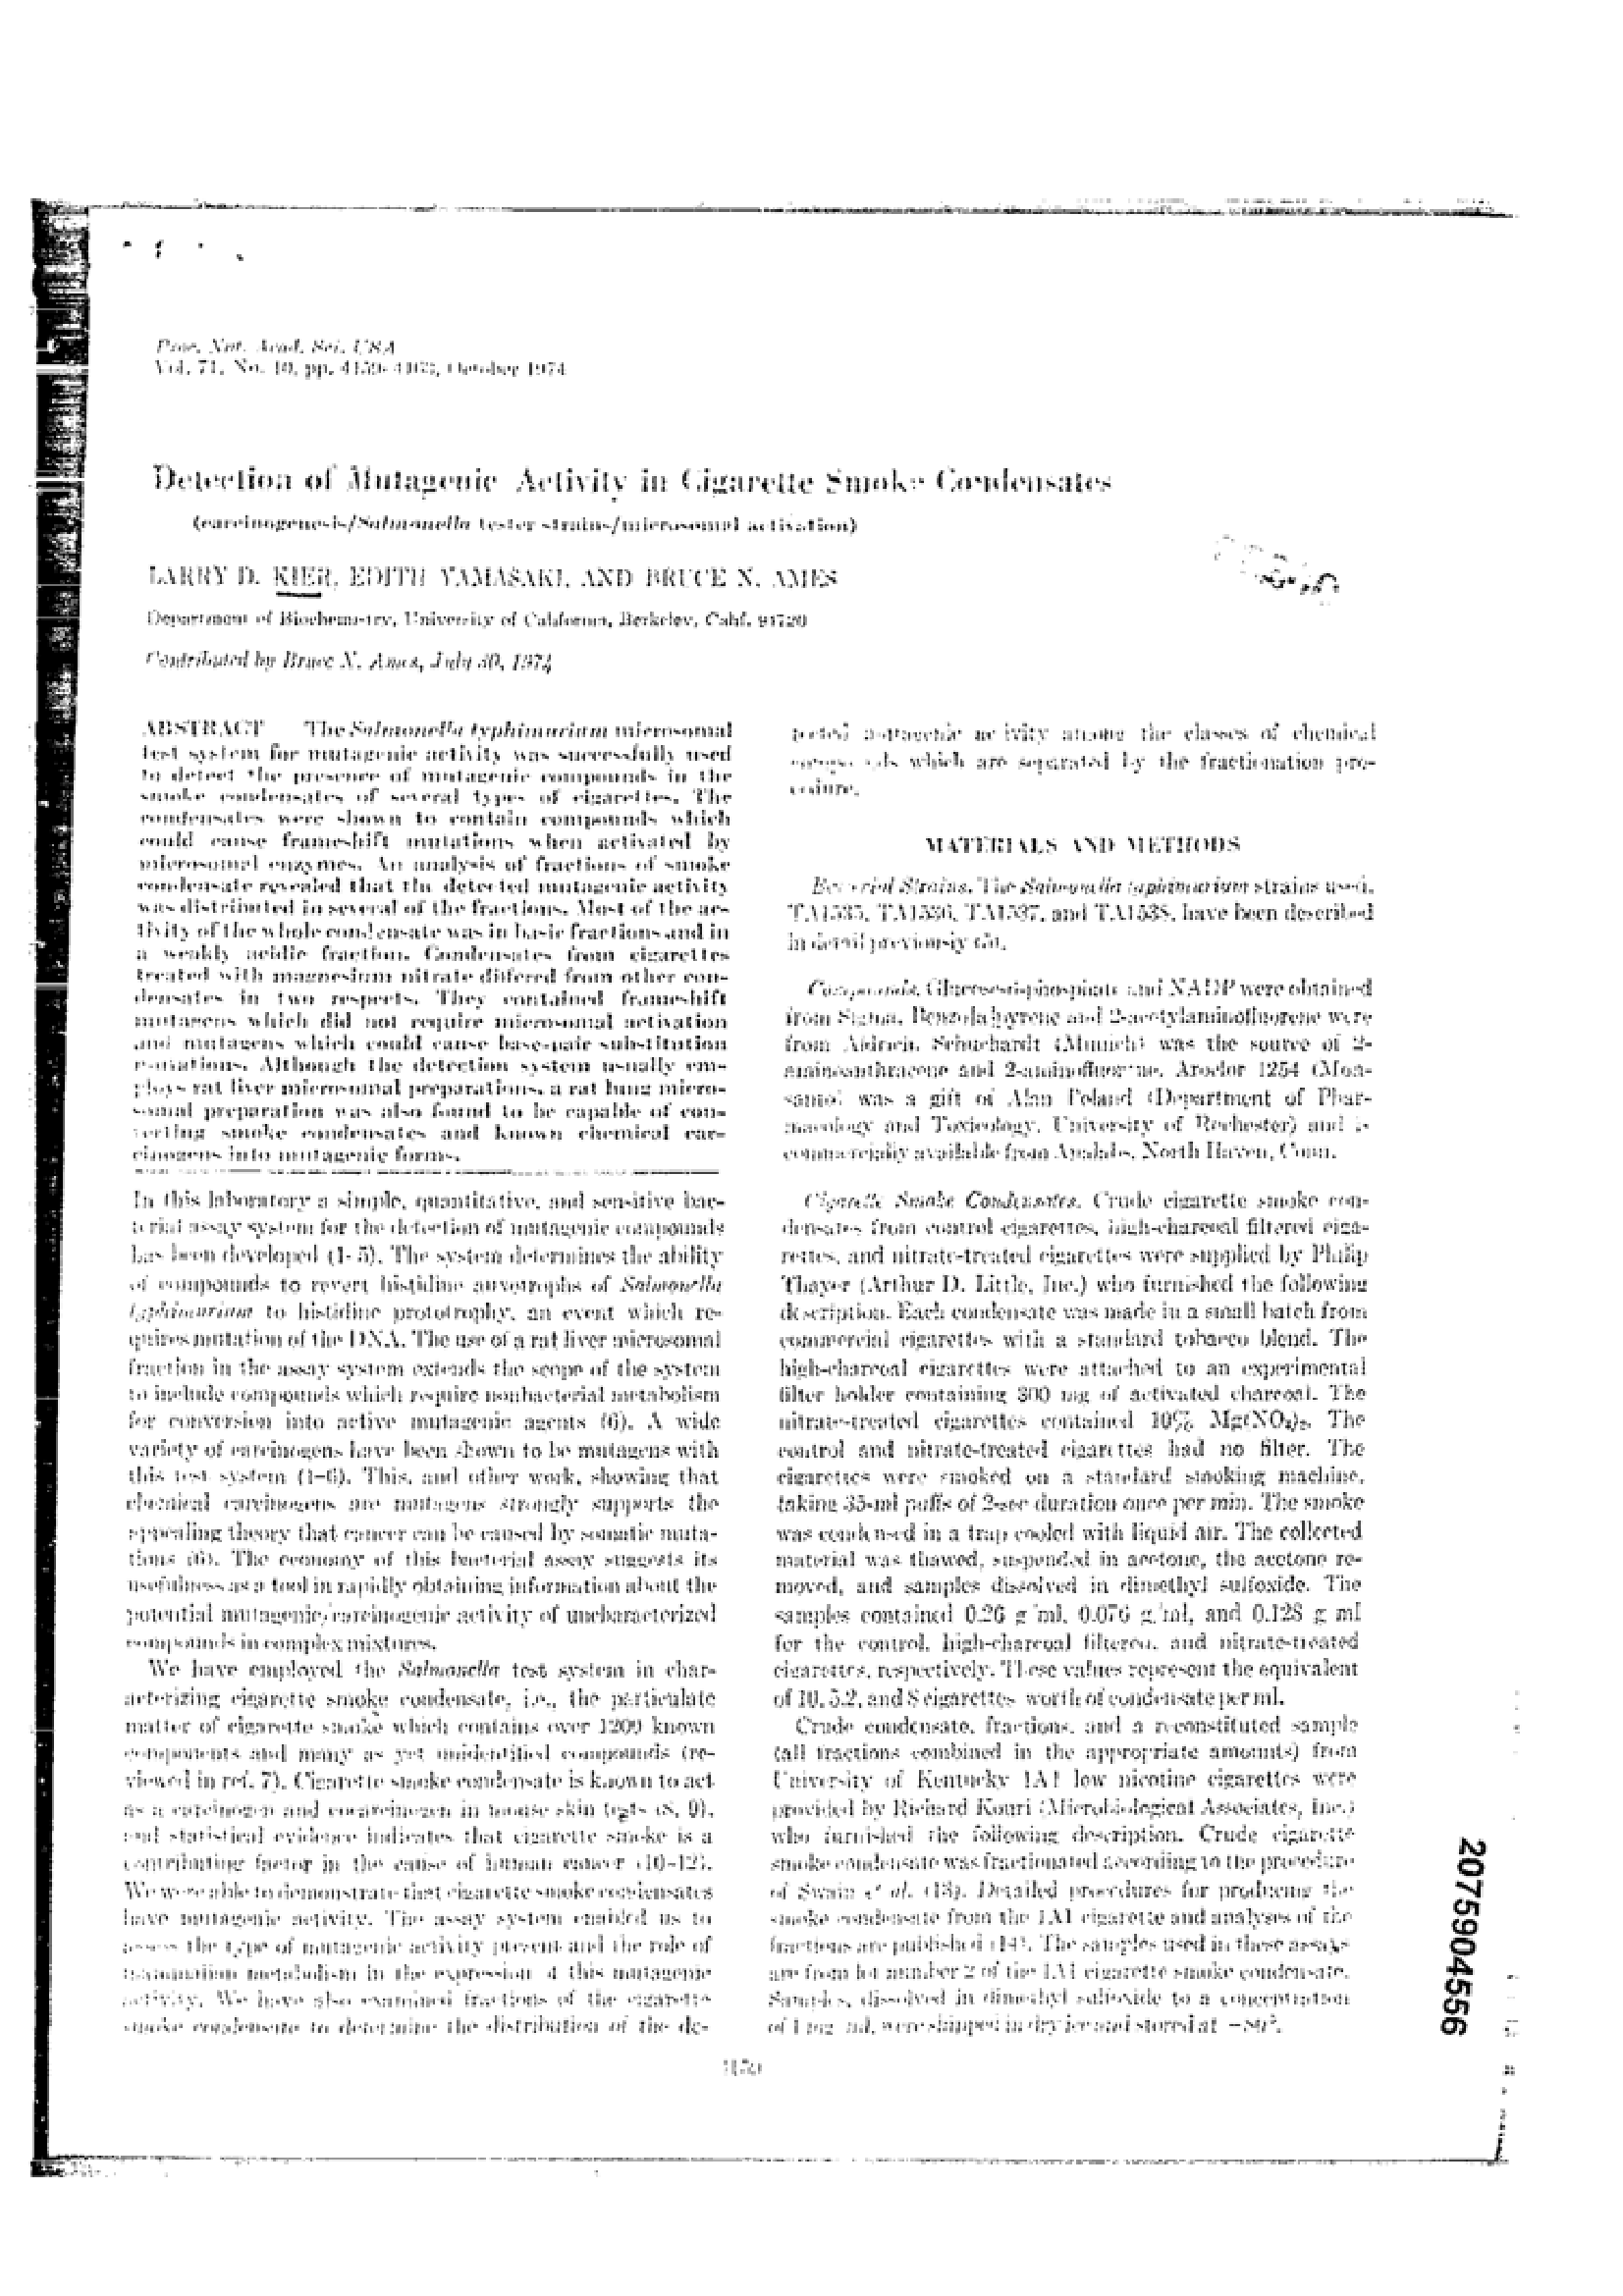 Proc. Nat. Acad. Sci. USA
Vol. 71, No. 10, pp. 4159-4163, October 1974
Detection of Mutagenic Activity in Cigarette Smoke Condensates
(carcinogenesis/Salmonella tester strains/microsomal activation)
LARRY D. KIER, EDITH YAMASAKI, AND BRUCE N. AMES
Department of Biochemistry, University of California, Berkeley, Calif. 94720
Contributed by Bruce N. Ames, July 30, 1974
ABSTRACT The Salmonella typhimurium microsomal
test system for mutagenic activity was successfully used
to detect the presence of mutagenic compounds in the
smoke condensates of several types of cigarettes. The
condensates were shown to contain compounds which
could cause frameshift mutations when activated by
microsomal enzymes. An analysis of fractions of smoke
condensate revealed that the detected mutagenic activity
was distributed in several of the fractions. Most of the ac-
tivity of the whole condensate was in basic fractions and in
a weakly acidic fraction. Condensates from cigarettes
treated with magnesium nitrate differed from other con-
densates in two respects. They contained frameshift
mutagens which did not require microsomal activation
and mutagens which could cause base-pair substitution
mutations. Although the detection system usually em-
ploys rat liver microsomal preparations, a rat lung micro-
somal preparation was also found to be capable of con-
verting smoke condensates and known chemical car-
cinogens into mutagenic forms.
In this laboratory a simple, quantitative, and sensitive bac-
terial assay system for the detection of mutagenic compounds
has been developed (1-5). The system determines the ability
of compounds to revert histidine auxotrophs of Salmonella
typhimurium to histidine prototrophy, an event which re-
quires mutation of the DNA. The use of a rat liver microsomal
fraction in the assay system extends the scope of the system
to include compounds which require nonbacterial metabolism
for conversion into active mutagenic agents (6). A wide
variety of carcinogens have been shown to be mutagens with
this test system (1-6). This, and other work, showing that
chemical carcinogens are mutagens strongly supports the
appealing theory that cancer can be caused by somatic muta-
tions (6). The economy of this bacterial assay suggests its
usefulness as a tool in rapidly obtaining information about the
potential mutagenic/carcinogenic activity of uncharacterized
compounds in complex mixtures.
We have employed the Salmonella test system in char-
acterizing cigarette smoke condensate, i.e., the particulate
matter of cigarette smoke which contains over 1200 known
components and many as yet unidentified compounds (re-
viewed in ref. 7). Cigarette smoke condensate is known to act
as a carcinogen and cocarcinogen in mouse skin tests (8, 9),
and statistical evidence indicates that cigarette smoke is a
contributing factor in the cause of human cancer (10-12).
We were able to demonstrate that cigarette smoke condensates
have mutagenic activity. The assay system enabled us to
assess the type of mutagenic activity present and the role of
metabolism in the expression of this mutagenic
activity. We have also examined fractions of the cigarette
smoke condensate to determine the distribution of the de-
tected mutagenic activity among the classes of chemical
compounds which are separated by the fractionation pro-
cedure.
MATERIALS AND METHODS
Bacterial Strains. The Salmonella typhimurium strains used,
TA1535, TA1536, TA1537, and TA1538, have been described
in detail previously
Compounds. Glucose-6-phosphate and NADP were obtained
from Sigma. Benzo[a]pyrene and 2-acetylaminofluorene were
from Aldrich. Schuchardt (Munich) was the source of 2-
aminoanthracene and 2-aminofluorene. Aroclor 1254 (Mon-
santo) was a gift of Alan Poland (Department of Phar-
macology and Toxicology, University of Rochester) and is
commercially available from Analabs, North Haven, Conn.
Cigarette Smoke Condensates. Crude cigarette smoke con-
densates from control cigarettes, high-charcoal filtered ciga-
rettes, and nitrate-treated cigarettes were supplied by Philip
Thayer (Arthur D. Little, Inc.) who furnished the following
description. Each condensate was made in a small batch from
commercial cigarettes with a standard tobacco blend. The
high-charcoal cigarettes were attached to an experimental
filter holder containing 300 mg of activated charcoal. The
nitrate-treated cigarettes contained 10% Mg(NO₃)₂. The
control and nitrate-treated cigarettes had no filter. The
cigarettes were smoked on a standard smoking machine,
taking 35-ml puffs of 2-sec duration once per min. The smoke
was condensed in a trap cooled with liquid air. The collected
material was thawed, suspended in acetone, the acetone re-
moved, and samples dissolved in dimethyl sulfoxide. The
samples contained 0.26 g/ml, 0.076 g/ml, and 0.128 g/ml
for the control, high-charcoal filtered, and nitrate-treated
cigarettes, respectively. These values represent the equivalent
of 10, 5.2, and 8 cigarettes worth of condensate per ml.
Crude condensate, fractions, and a reconstituted sample
(all fractions combined in the appropriate amounts) from
University of Kentucky 1A1 low nicotine cigarettes were
provided by Richard Kouri (Microbiological Associates, Inc.)
who furnished the following description. Crude cigarette
smoke condensate was fractionated according to the procedure
of Swain et al. (13). Detailed procedures for producing the
smoke condensate from the 1A1 cigarette and analyses of the
fractions are published (14). The samples used in these assays
are from lot number 2 of the 1A1 cigarette smoke condensate.
Samples, dissolved in dimethyl sulfoxide to a concentration
of were shipped in dry ice and stored at
2075904556